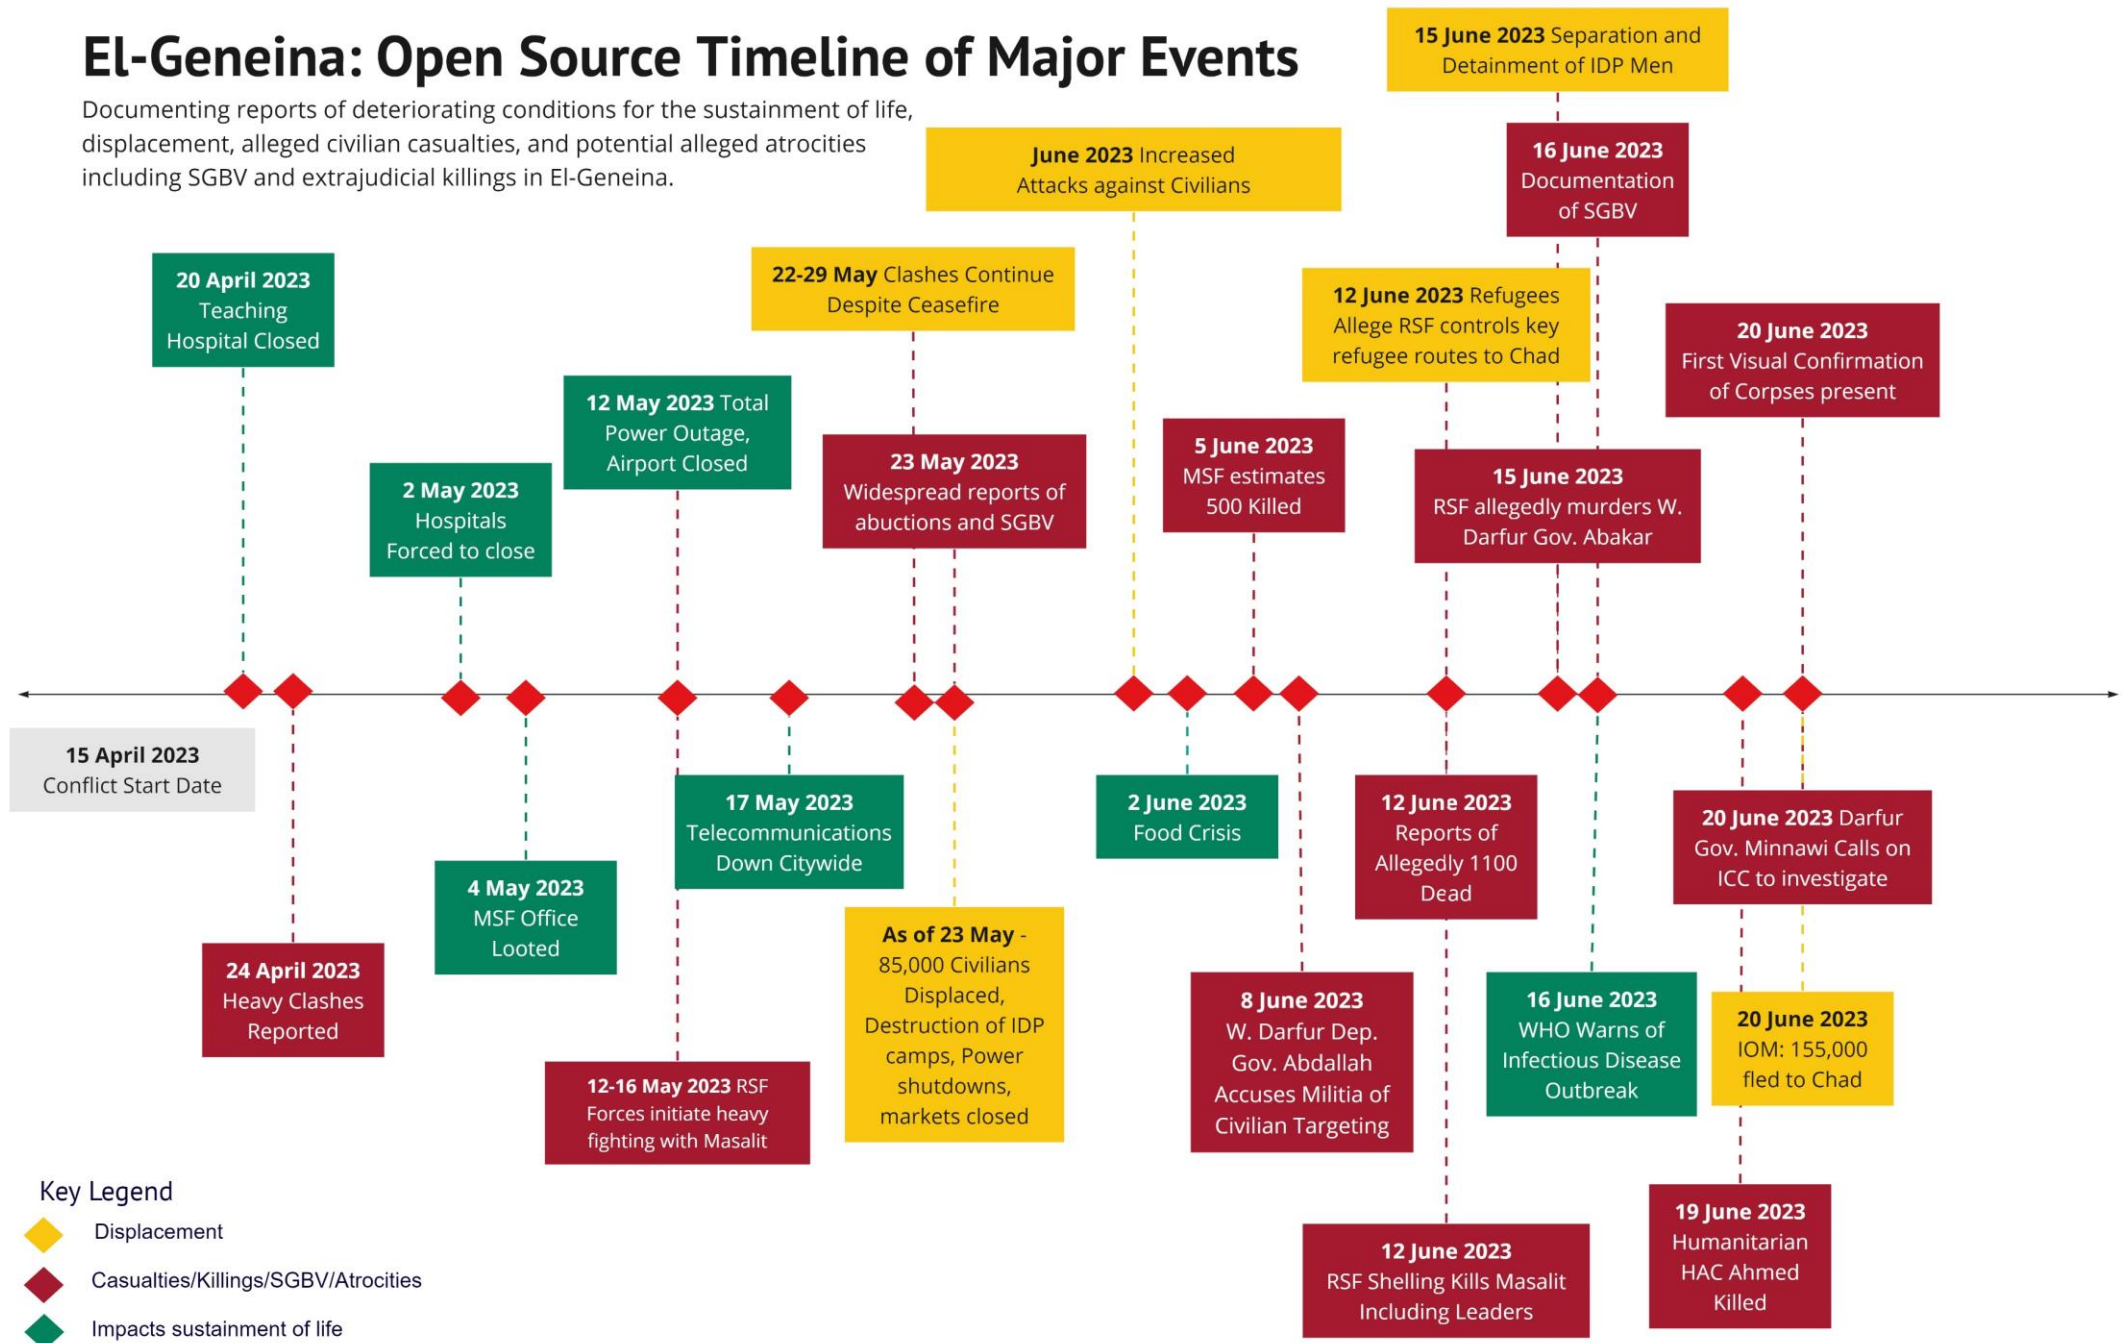 El-Geneina: Open Source Timeline of Major Events
Documenting reports of deteriorating conditions for the sustainment of life,
displacement, alleged civilian casualties, and potential alleged atrocities
including SGBV and extrajudicial killings in El-Geneina.
15 April 2023
Conflict Start Date
20 April 2023
Teaching
Hospital Closed
24 April 2023
Heavy Clashes
Reported
2 May 2023
Hospitals
Forced to close
4 May 2023
MSF Office
Looted
12 May 2023 Total
Power Outage,
Airport Closed
12-16 May 2023 RSF
Forces initiate heavy
fighting with Masalit
17 May 2023
Telecommunications
Down Citywide
22-29 May Clashes Continue
Despite Ceasefire
23 May 2023
Widespread reports of
abuctions and SGBV
As of 23 May -
85,000 Civilians
Displaced,
Destruction of IDP
camps, Power
shutdowns,
markets closed
June 2023 Increased
Attacks against Civilians
2 June 2023
Food Crisis
5 June 2023
MSF estimates
500 Killed
8 June 2023
W. Darfur Dep.
Gov. Abdallah
Accuses Militia of
Civilian Targeting
12 June 2023 Refugees
Allege RSF controls key
refugee routes to Chad
12 June 2023
Reports of
Allegedly 1100
Dead
12 June 2023
RSF Shelling Kills Masalit
Including Leaders
15 June 2023 Separation and
Detainment of IDP Men
15 June 2023
RSF allegedly murders W.
Darfur Gov. Abakar
16 June 2023
Documentation
of SGBV
16 June 2023
WHO Warns of
Infectious Disease
Outbreak
19 June 2023
Humanitarian
HAC Ahmed
Killed
20 June 2023
First Visual Confirmation
of Corpses present
20 June 2023 Darfur
Gov. Minnawi Calls on
ICC to investigate
20 June 2023
IOM: 155,000
fled to Chad
Key Legend
Displacement
Casualties/Killings/SGBV/Atrocities
Impacts sustainment of life